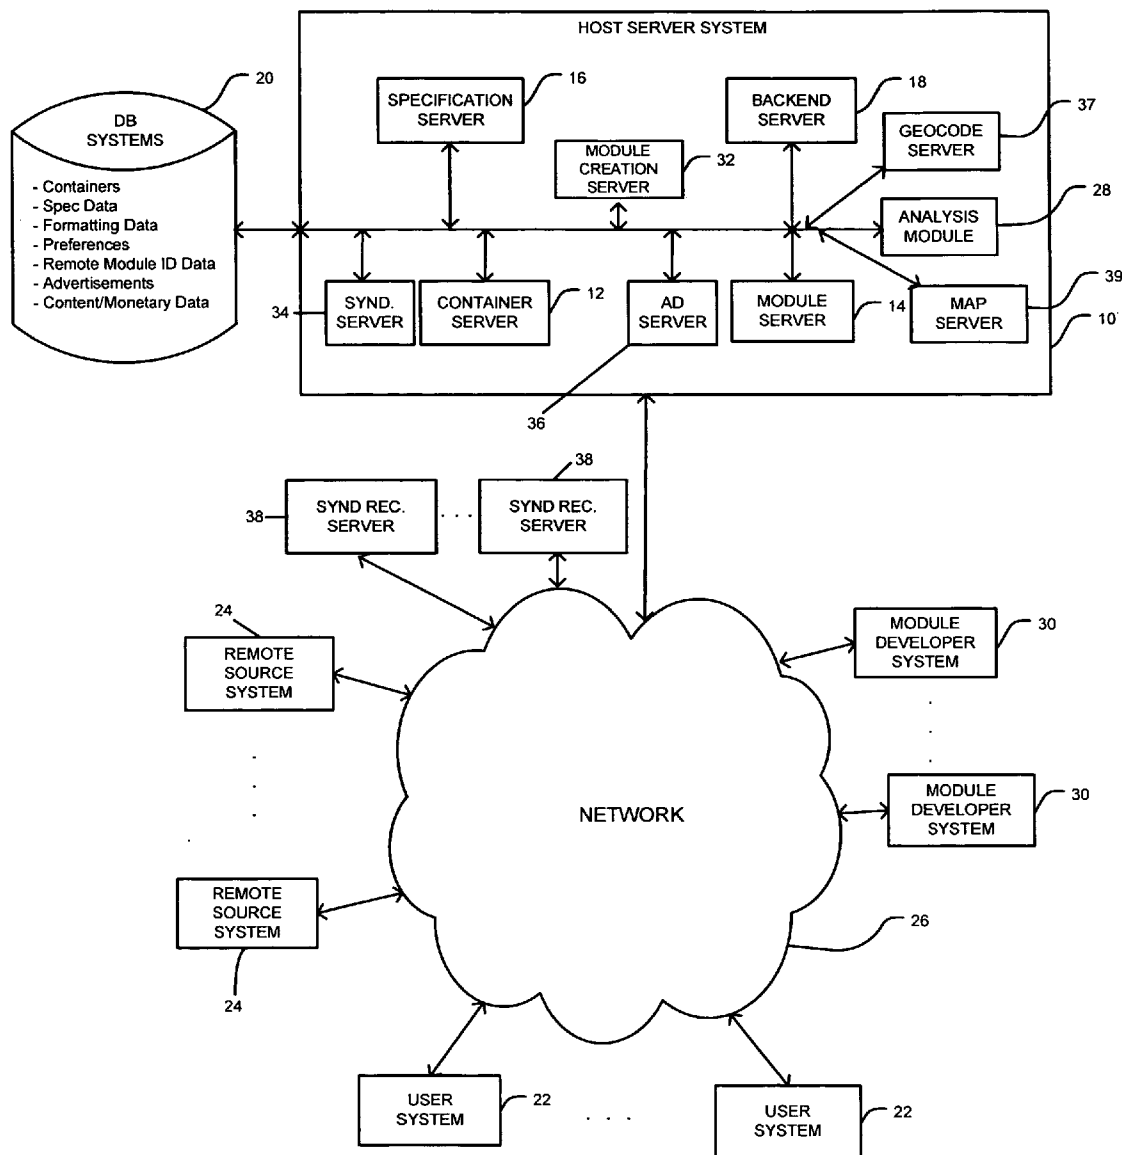 HOST SERVER SYSTEM
20
DB
SYSTEMS
- Containers
- Spec Data
- Formatting Data
- Preferences
- Remote Module ID Data
- Advertisements
- Content/Monetary Data
SPECIFICATION
SERVER
16
MODULE
CREATION
SERVER
32
BACKEND
SERVER
18
GEOCODE
SERVER
37
ANALYSIS
MODULE
28
34
SYND.
SERVER
CONTAINER
SERVER
12
AD
SERVER
36
MODULE
SERVER
14
MAP
SERVER
39
10
38
SYND REC.
SERVER
. . .
38
SYND REC.
SERVER
24
REMOTE
SOURCE
SYSTEM
MODULE
DEVELOPER
SYSTEM
30
NETWORK
MODULE
DEVELOPER
SYSTEM
30
REMOTE
SOURCE
SYSTEM
24
26
USER
SYSTEM
22
. . .
USER
SYSTEM
22